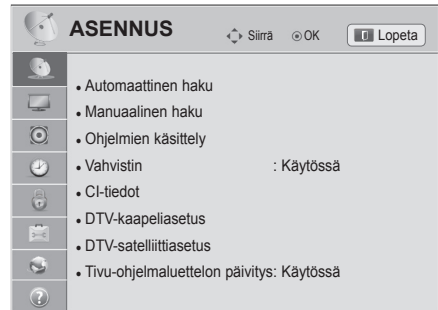 ASENNUS Siirrä OK Lopeta
• Automaattinen haku
• Manuaalinen haku
• Ohjelmien käsittely
• Vahvistin : Käytössä
• CI-tiedot
• DTV-kaapeliasetus
• DTV-satelliittiasetus
• Tivu-ohjelmaluettelon päivitys: Käytössä